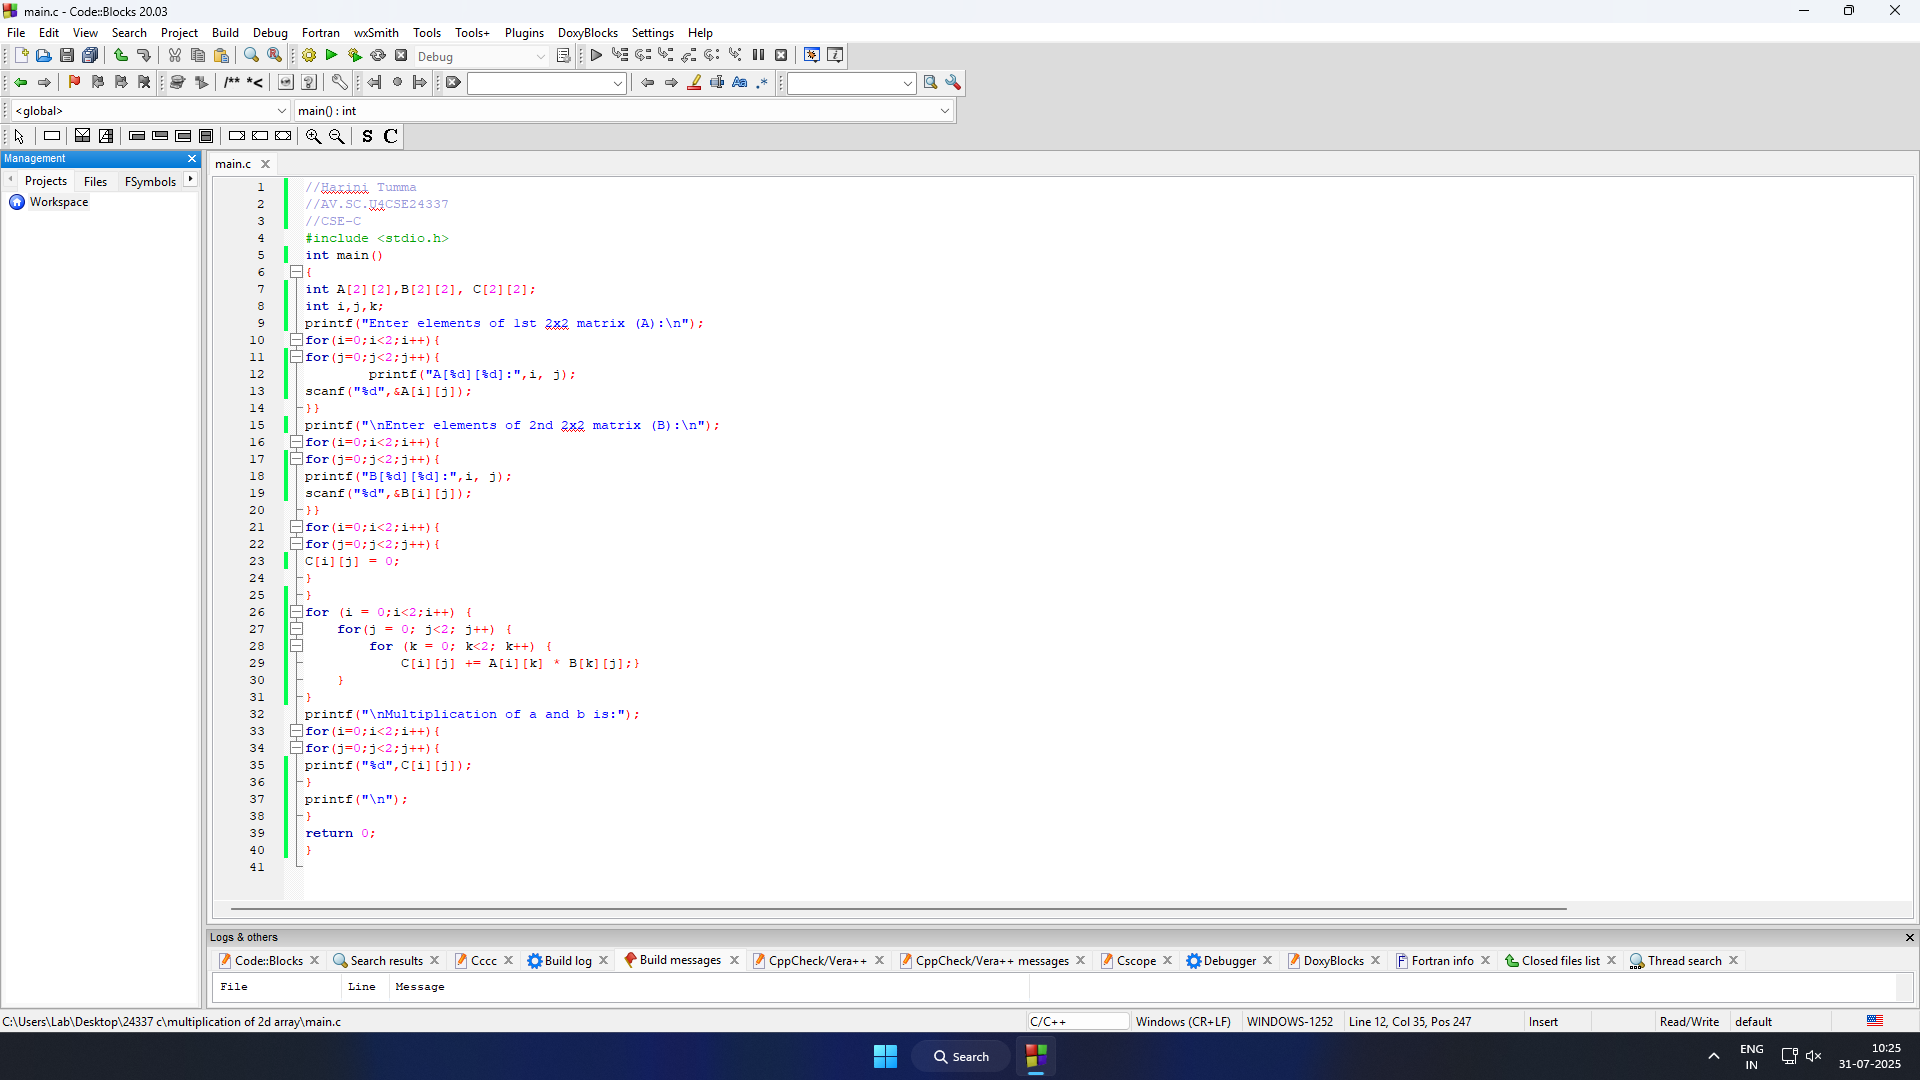 main.c - Code::Blocks 20.03
File Edit View Search Project Build Debug Fortran wxSmith Tools Tools+ Plugins DoxyBlocks Settings Help
Debug
/** *<
Aa .*
<global> main() : int
S C
Management
Projects Files FSymbols
Workspace
main.c
1 //Harini Tumma
2 //AV.SC.U4CSE24337
3 //CSE-C
4 #include <stdio.h>
5 int main()
6 {
7 int A[2][2],B[2][2], C[2][2];
8 int i,j,k;
9 printf("Enter elements of 1st 2x2 matrix (A):\n");
10 for(i=0;i<2;i++){
11 for(j=0;j<2;j++){
12 printf("A[%d][%d]:",i, j);
13 scanf("%d",&A[i][j]);
14 }}
15 printf("\nEnter elements of 2nd 2x2 matrix (B):\n");
16 for(i=0;i<2;i++){
17 for(j=0;j<2;j++){
18 printf("B[%d][%d]:",i, j);
19 scanf("%d",&B[i][j]);
20 }}
21 for(i=0;i<2;i++){
22 for(j=0;j<2;j++){
23 C[i][j] = 0;
24 }
25 }
26 for (i = 0;i<2;i++) {
27 for(j = 0; j<2; j++) {
28 for (k = 0; k<2; k++) {
29 C[i][j] += A[i][k] * B[k][j];}
30 }
31 }
32 printf("\nMultiplication of a and b is:");
33 for(i=0;i<2;i++){
34 for(j=0;j<2;j++){
35 printf("%d",C[i][j]);
36 }
37 printf("\n");
38 }
39 return 0;
40 }
41
Logs & others
Code::Blocks Search results Cccc Build log Build messages CppCheck/Vera++ CppCheck/Vera++ messages Cscope Debugger DoxyBlocks Fortran info Closed files list Thread search
File Line Message
C:\Users\Lab\Desktop\24337 c\multiplication of 2d array\main.c C/C++ Windows (CR+LF) WINDOWS-1252 Line 12, Col 35, Pos 247 Insert Read/Write default
Search
ENG
IN
10:25
31-07-2025